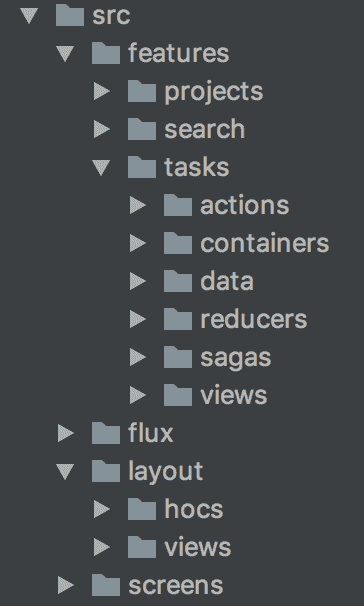 src
features
projects
search
tasks
actions
containers
data
reducers
sagas
views
flux
layout
hocs
views
screens